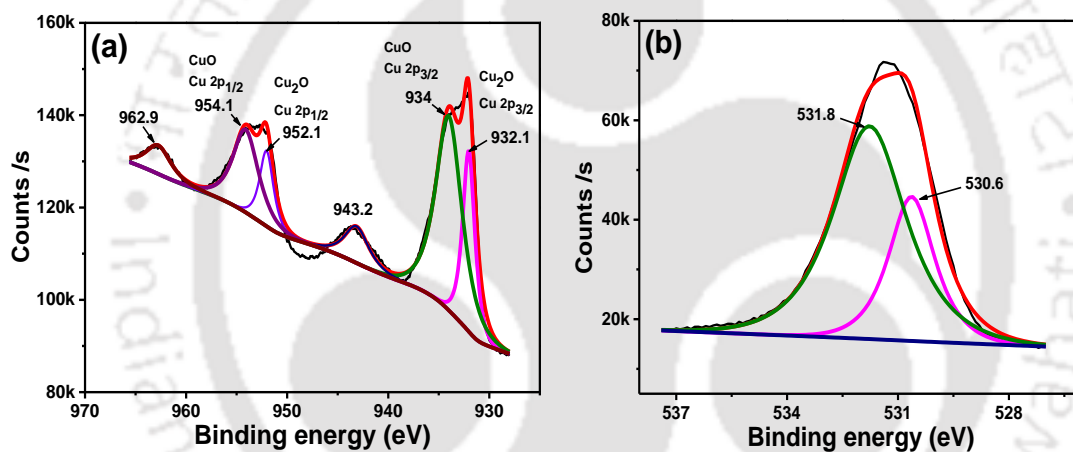 (a)
CuO
Cu 2p1/2
954.1
Cu2O
Cu 2p1/2
952.1
962.9
943.2
CuO
Cu 2p3/2
934
Cu2O
Cu 2p3/2
932.1
160k
140k
120k
100k
80k
Counts /s
970
960
950
940
930
Binding energy (eV)
(b)
531.8
530.6
80k
60k
40k
20k
Counts /s
537
534
531
528
Binding energy (eV)
Indian